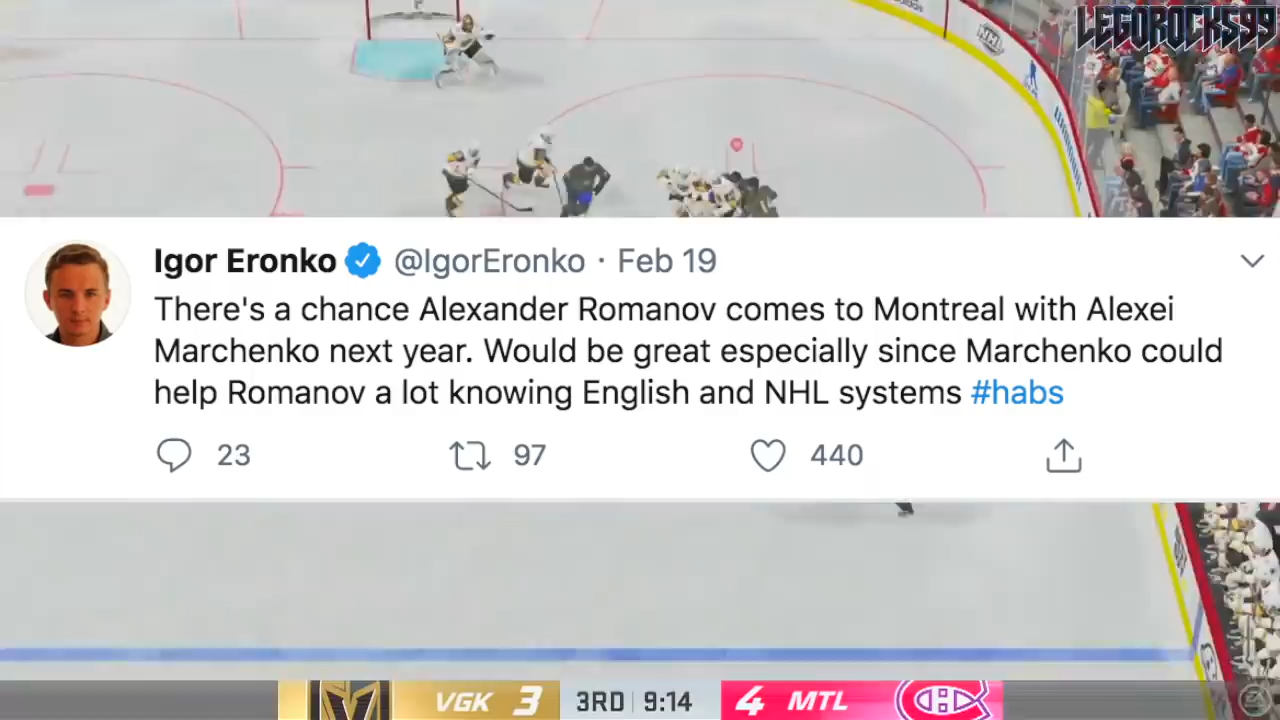 LEGOROCKS99
NHL
Igor Eronko @IgorEronko · Feb 19
There's a chance Alexander Romanov comes to Montreal with Alexei
Marchenko next year. Would be great especially since Marchenko could
help Romanov a lot knowing English and NHL systems #habs
23 97 440
VGK 3 3RD 9:14 4 MTL
EA